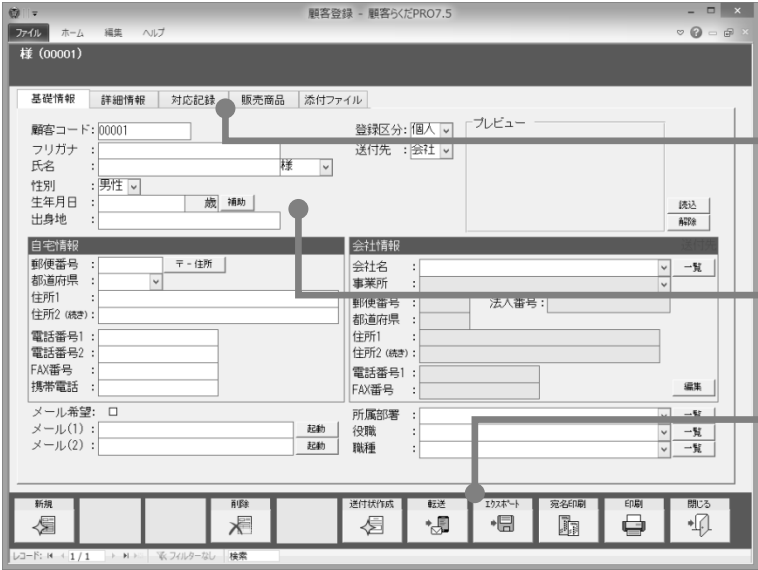 顧客登録 - 顧客らくだPRO7.5
ファイル ホーム 編集 ヘルプ
様 (00001)
基礎情報 詳細情報 対応記録 販売商品 添付ファイル
顧客コード: 00001 登録区分: 個人 プレビュー
フリガナ : 送付先 : 会社
氏名 : 様
性別 : 男性
生年月日 : 歳 補助 読込
出身地 : 解除
自宅情報 会社情報
郵便番号 : 〒-住所 会社名 : 一覧
都道府県 : 事業所 :
住所1 : 郵便番号 : 法人番号 :
住所2 (続き) : 都道府県 :
電話番号1 : 住所1 :
電話番号2 : 住所2 (続き) :
FAX番号 : 電話番号1 :
携帯電話 : FAX番号 : 編集
メール希望: 所属部署 : 一覧
メール(1) : 起動 役職 : 一覧
メール(2) : 起動 職種 : 一覧
新規 削除 送付状作成 転送 エクスポート 宛名印刷 印刷 閉じる
レコード: 1 / 1 フィルターなし 検索